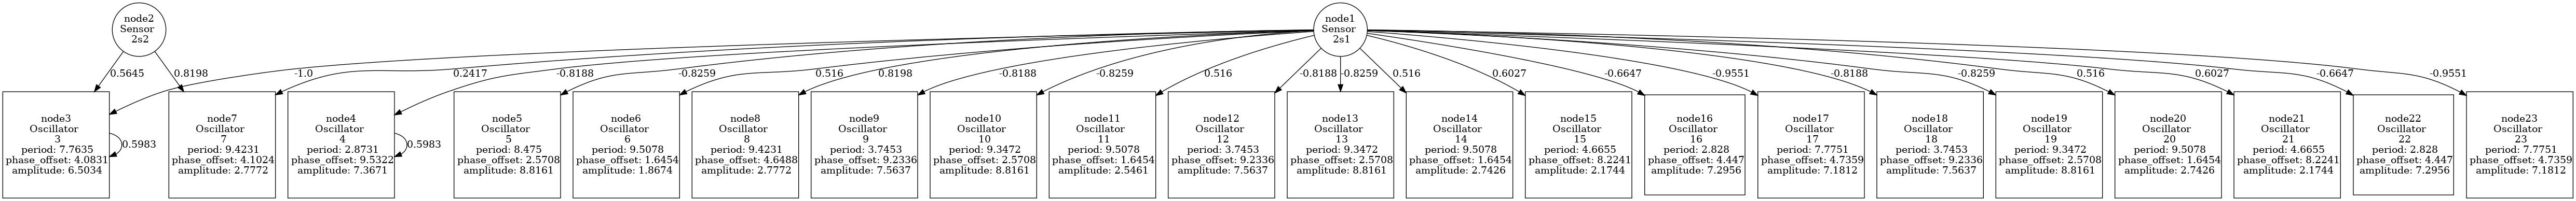 node2
Sensor
2s2
node1
Sensor
2s1
0.5645
0.8198
-1.0
0.2417
-0.8188
-0.8259
0.516
0.8198
-0.8188
-0.8259
0.516
-0.8188
-0.8259
0.516
0.6027
-0.6647
-0.9551
-0.8188
-0.8259
0.516
0.6027
-0.6647
-0.9551
node3
Oscillator
3
period: 7.7635
phase_offset: 4.0831
amplitude: 6.5034
0.5983
node7
Oscillator
7
period: 9.4231
phase_offset: 4.1024
amplitude: 2.7772
node4
Oscillator
4
period: 2.8731
phase_offset: 9.5322
amplitude: 7.3671
0.5983
node5
Oscillator
5
period: 8.475
phase_offset: 2.5708
amplitude: 8.8161
node6
Oscillator
6
period: 9.5078
phase_offset: 1.6454
amplitude: 1.8674
node8
Oscillator
8
period: 9.4231
phase_offset: 4.6488
amplitude: 2.7772
node9
Oscillator
9
period: 3.7453
phase_offset: 9.2336
amplitude: 7.5637
node10
Oscillator
10
period: 9.3472
phase_offset: 2.5708
amplitude: 8.8161
node11
Oscillator
11
period: 9.5078
phase_offset: 1.6454
amplitude: 2.5461
node12
Oscillator
12
period: 3.7453
phase_offset: 9.2336
amplitude: 7.5637
node13
Oscillator
13
period: 9.3472
phase_offset: 2.5708
amplitude: 8.8161
node14
Oscillator
14
period: 9.5078
phase_offset: 1.6454
amplitude: 2.7426
node15
Oscillator
15
period: 4.6655
phase_offset: 8.2241
amplitude: 2.1744
node16
Oscillator
16
period: 2.828
phase_offset: 4.447
amplitude: 7.2956
node17
Oscillator
17
period: 7.7751
phase_offset: 4.7359
amplitude: 7.1812
node18
Oscillator
18
period: 3.7453
phase_offset: 9.2336
amplitude: 7.5637
node19
Oscillator
19
period: 9.3472
phase_offset: 2.5708
amplitude: 8.8161
node20
Oscillator
20
period: 9.5078
phase_offset: 1.6454
amplitude: 2.7426
node21
Oscillator
21
period: 4.6655
phase_offset: 8.2241
amplitude: 2.1744
node22
Oscillator
22
period: 2.828
phase_offset: 4.447
amplitude: 7.2956
node23
Oscillator
23
period: 7.7751
phase_offset: 4.7359
amplitude: 7.1812